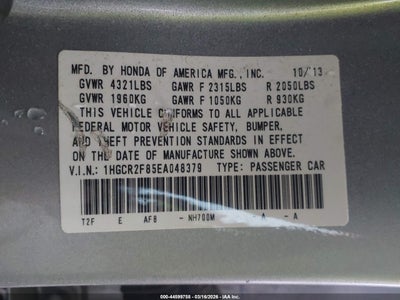 MFD. BY HONDA OF AMERICA MFG., INC. 10/13
GVWR 4321LBS GAWR F 2315LBS R 2050LBS
GVWR 1960KG GAWR F 1050KG R 930KG
THIS VEHICLE CONFORMS TO ALL APPLICABLE
FEDERAL MOTOR VEHICLE SAFETY, BUMPER,
AND THEFT PREVENTION STANDARDS IN EFFECT
ON THE DATE OF MANUFACTURE SHOWN ABOVE.
V.I.N.: 1HGCR2F85EA048379 TYPE: PASSENGER CAR
T2F E AF8 - NH700M - A - A
000-44599788 - 03/16/2026 - IAA Inc.